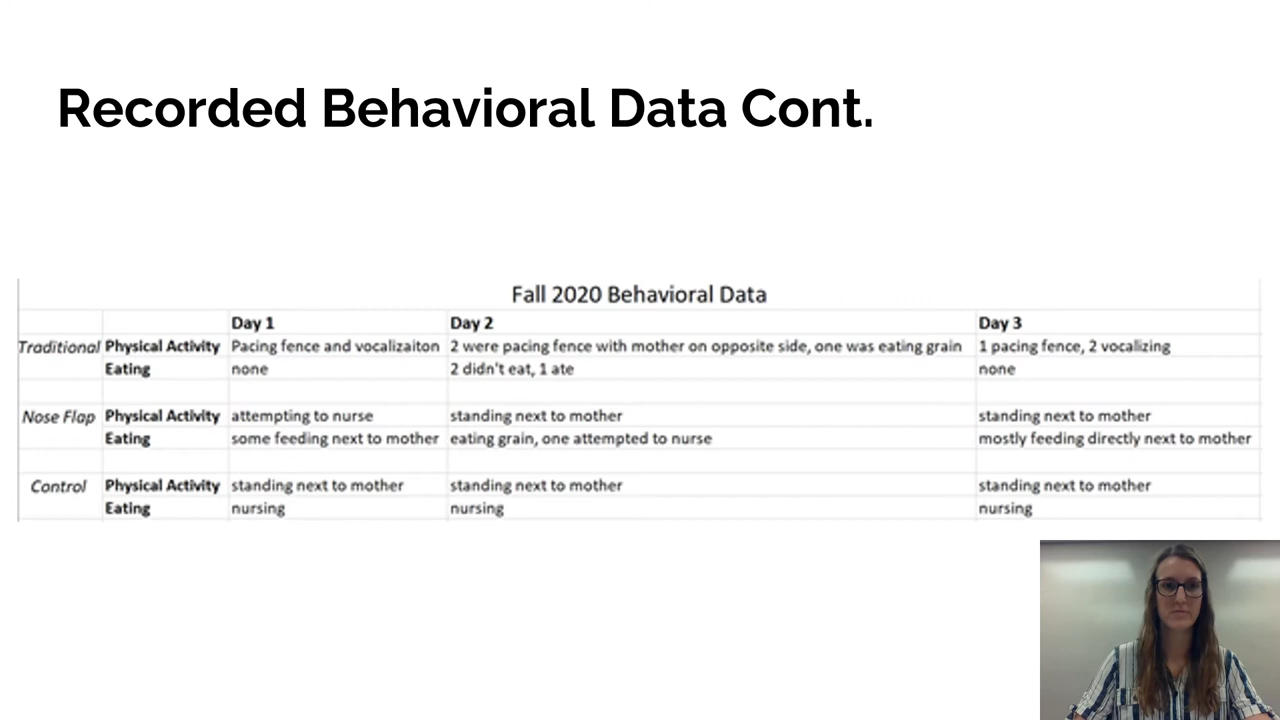 Recorded Behavioral Data Cont.
Fall 2020 Behavioral Data
Day 1 Day 2 Day 3
Traditional Physical Activity Pacing fence and vocalizaiton 2 were pacing fence with mother on opposite side, one was eating grain 1 pacing fence, 2 vocalizing
Eating none 2 didn't eat, 1 ate none
Nose Flap Physical Activity attempting to nurse standing next to mother standing next to mother
Eating some feeding next to mother eating grain, one attempted to nurse mostly feeding directly next to mother
Control Physical Activity standing next to mother standing next to mother standing next to mother
Eating nursing nursing nursing